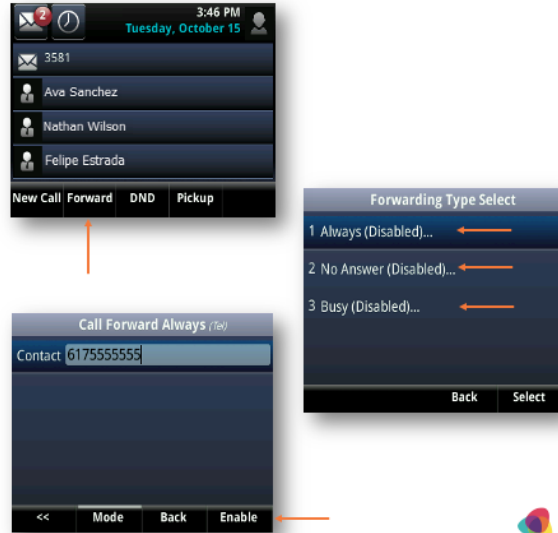 2
3:46 PM
Tuesday, October 15
3581
Ava Sanchez
Nathan Wilson
Felipe Estrada
New Call Forward DND Pickup
Forwarding Type Select
1 Always (Disabled)...
2 No Answer (Disabled)...
3 Busy (Disabled)...
Back Select
Call Forward Always (Tel)
Contact 6175555555
<< Mode Back Enable